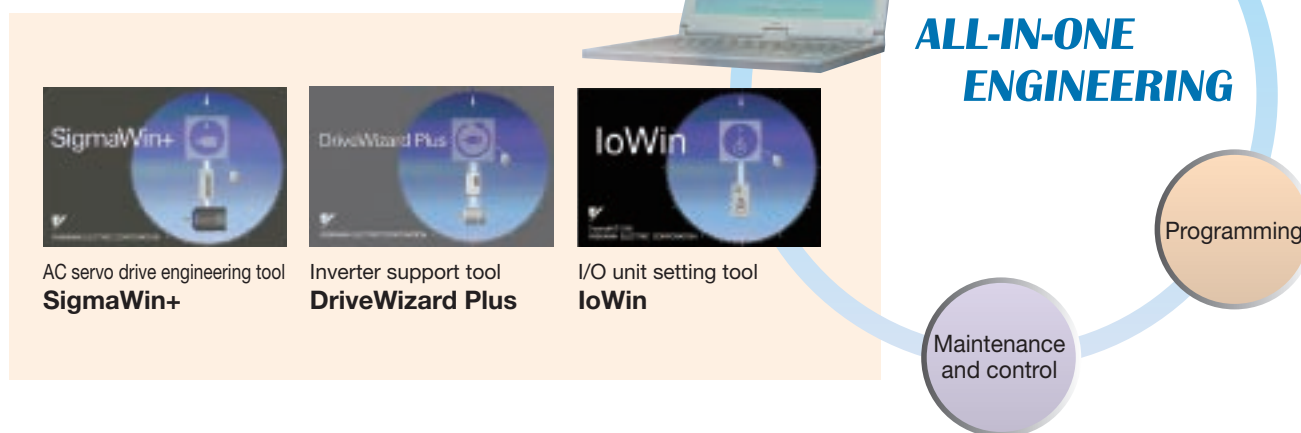 ALL-IN-ONE
ENGINEERING
SigmaWin+
DriveWizard Plus
IoWin
AC servo drive engineering tool
SigmaWin+
Inverter support tool
DriveWizard Plus
I/O unit setting tool
IoWin
Programming
Maintenance
and control